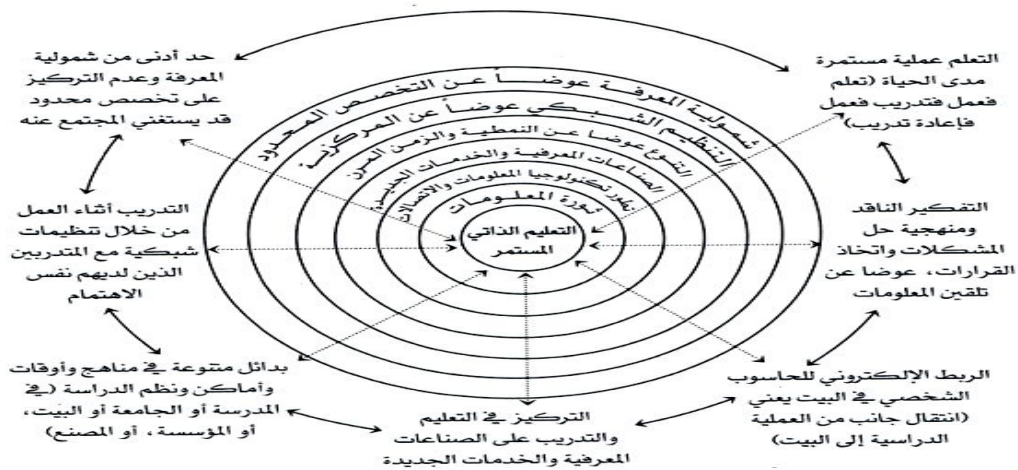 التعلم عملية مستمرة
مدى الحياة (تعلم
فعمل فتدريب فعمل
فإعادة تدريب)
حد أدنى من شمولية
المعرفة وعدم التركيز
على تخصص محدود
قد يستغني المجتمع عنه
شمولية المعرفة عوضاً عن التخصص المحدود
التنظيم الشبكي عوضاً عن المركزية
التنوع عوضا عن النمطية والزمن المرن
الصناعات المعرفية والخدمات الجديدة
تطور تكنولوجيا المعلومات والاتصالات
ثورة المعلومات
التعليم الذاتي
المستمر
التفكير الناقد
ومنهجية حل
المشكلات واتخاذ
القرارات، عوضا عن
تلقين المعلومات
التدريب أثناء العمل
من خلال تنظيمات
شبكية مع المتدربين
الذين لديهم نفس
الاهتمام
الربط الإلكتروني للحاسوب
الشخصي في البيت يعني
(انتقال جانب من العملية
الدراسية إلى البيت)
التركيز في التعليم
والتدريب على الصناعات
المعرفية والخدمات الجديدة
بدائل متنوعة في مناهج وأوقات
وأماكن ونظم الدراسة (في
المدرسة أو الجامعة أو البيت،
أو المؤسسة، أو المصنع)